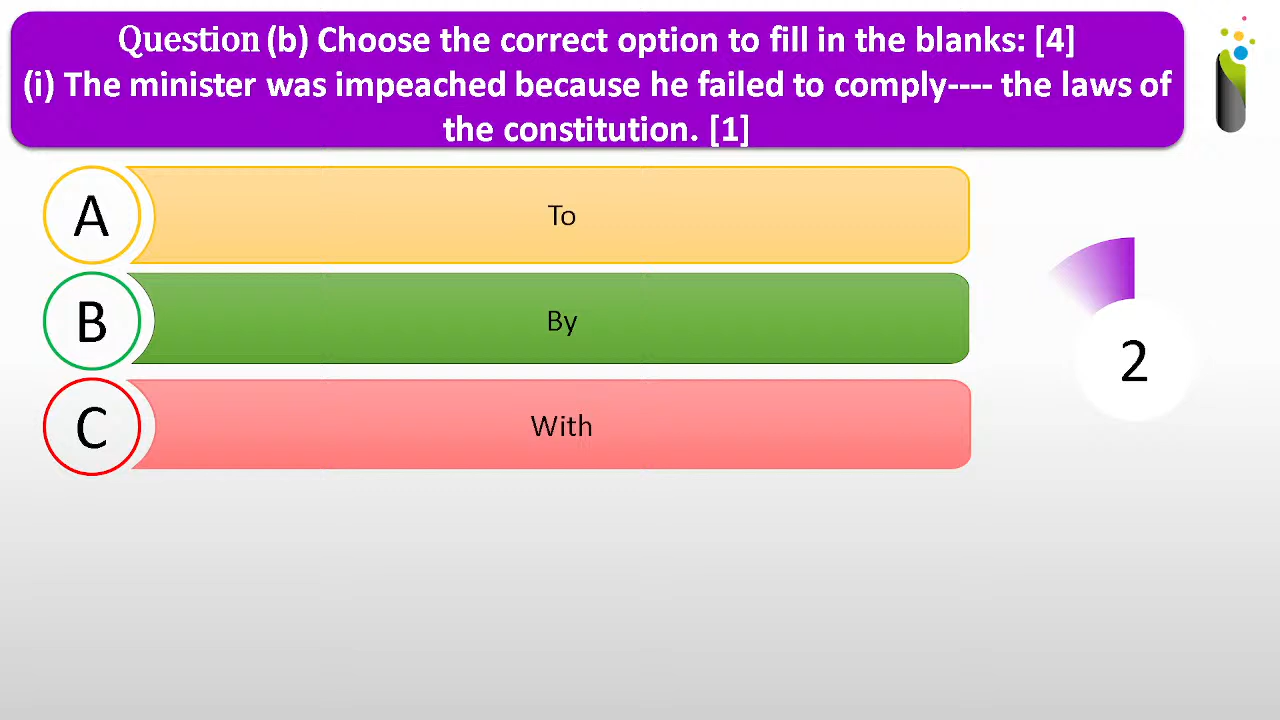 Question (b) Choose the correct option to fill in the blanks: [4]
(i) The minister was impeached because he failed to comply---- the laws of
the constitution. [1]
A
To
B
By
2
C
With